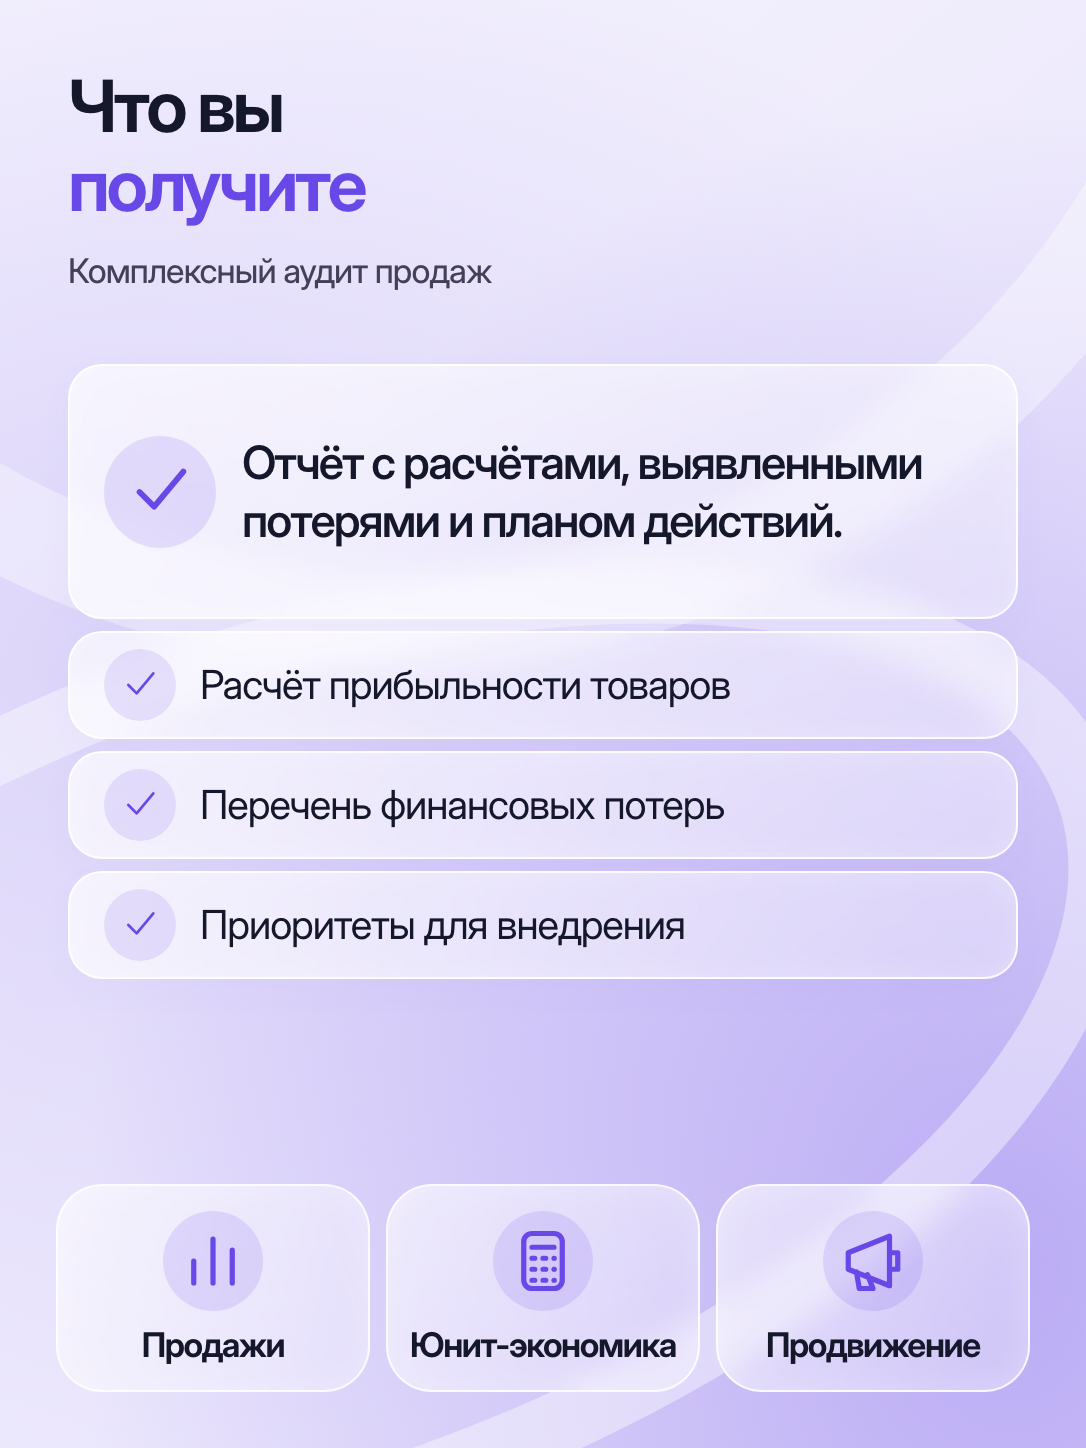 Что вы
получите
Комплексный аудит продаж
Отчёт с расчётами, выявленными
потерями и планом действий.
Расчёт прибыльности товаров
Перечень финансовых потерь
Приоритеты для внедрения
Продажи
Юнит-экономика
Продвижение